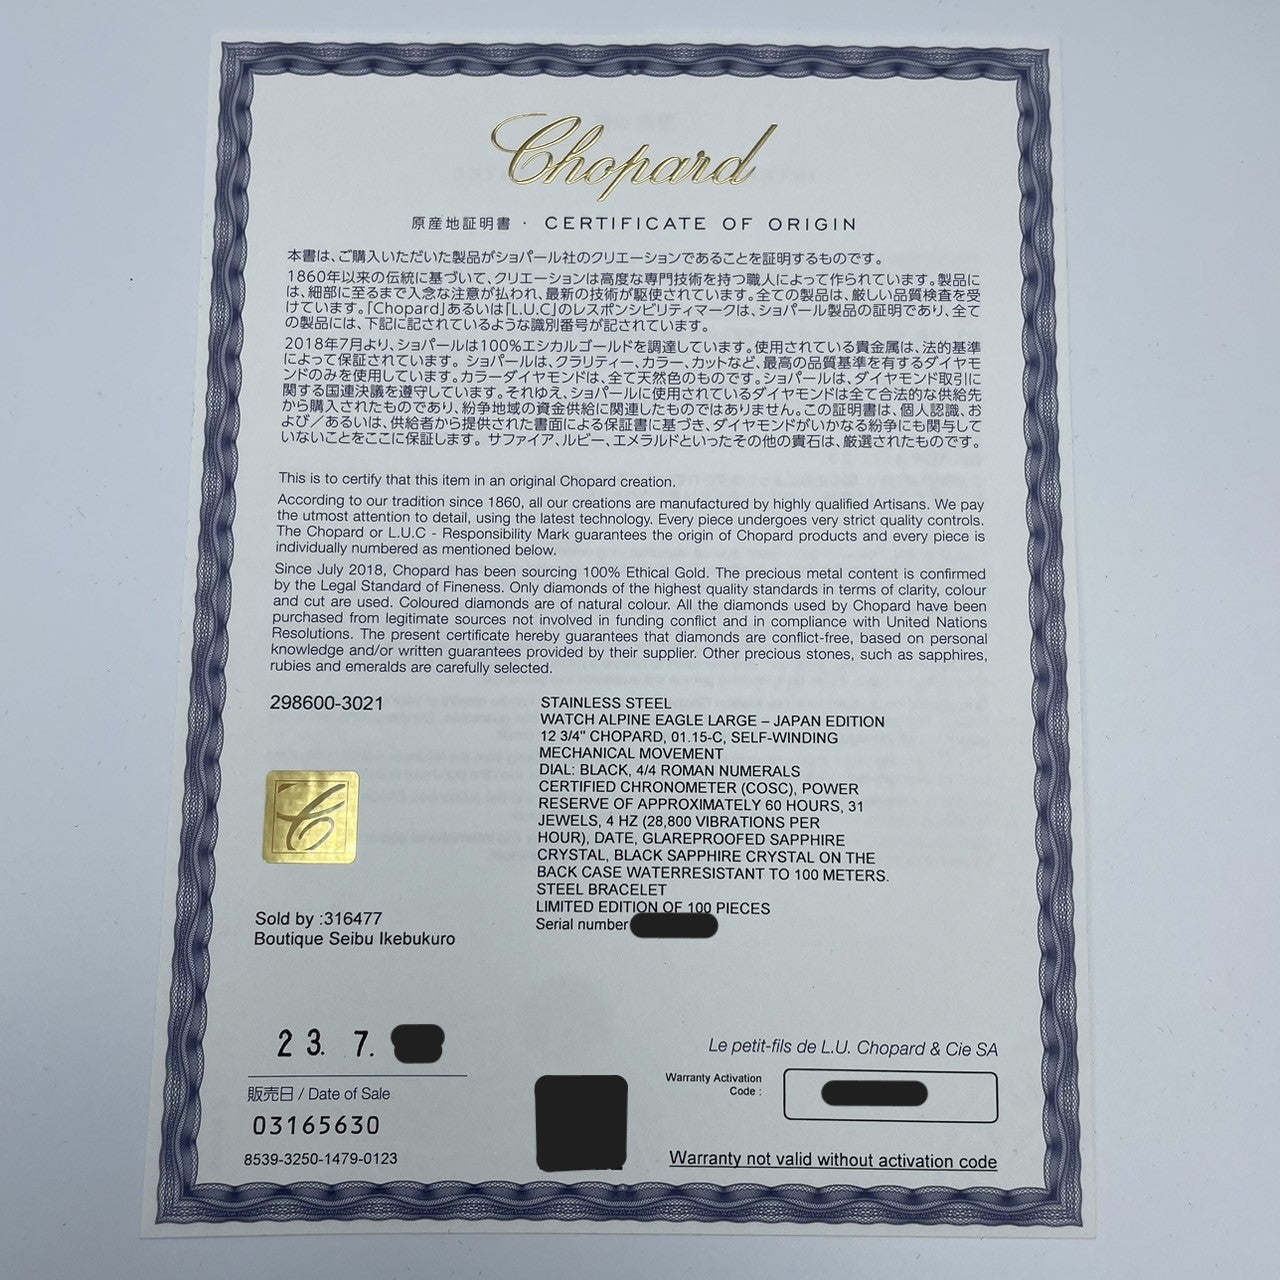 Chopard
原産地証明書 · CERTIFICATE OF ORIGIN
本書は、ご購入いただいた製品がショパール社のクリエーションであることを証明するものです。
1860年以来の伝統に基づいて、クリエーションは高度な専門技術を持つ職人によって作られています。製品に
は、細部に至るまで入念な注意が払われ、最新の技術が駆使されています。全ての製品は、厳しい品質検査を受
けています。「Chopard」あるいは「L.U.C」のレスポンシビリティマークは、ショパール製品の証明であり、全て
の製品には、下記に記されているような識別番号が記されています。
2018年7月より、ショパールは100%エシカルゴールドを調達しています。使用されている貴金属は、法的基準
によって保証されています。 ショパールは、クラリティー、カラー、カットなど、最高の品質基準を有するダイヤモ
ンドのみを使用しています。カラーダイヤモンドは、全て天然色のものです。ショパールは、ダイヤモンド取引に
関する国連決議を遵守しています。それゆえ、ショパールに使用されているダイヤモンドは全て合法的な供給先
から購入されたものであり、紛争地域の資金供給に関連したものではありません。この証明書は、個人認識、お
よび／あるいは、供給者から提供された書面による保証書に基づき、ダイヤモンドがいかなる紛争にも関与して
いないことをここに保証します。 サファイア、ルビー、エメラルドといったその他の貴石は、厳選されたものです。
This is to certify that this item in an original Chopard creation.
According to our tradition since 1860, all our creations are manufactured by highly qualified Artisans. We pay
the utmost attention to detail, using the latest technology. Every piece undergoes very strict quality controls.
The Chopard or L.U.C - Responsibility Mark guarantees the origin of Chopard products and every piece is
individually numbered as mentioned below.
Since July 2018, Chopard has been sourcing 100% Ethical Gold. The precious metal content is confirmed
by the Legal Standard of Fineness. Only diamonds of the highest quality standards in terms of clarity, colour
and cut are used. Coloured diamonds are of natural colour. All the diamonds used by Chopard have been
purchased from legitimate sources not involved in funding conflict and in compliance with United Nations
Resolutions. The present certificate hereby guarantees that diamonds are conflict-free, based on personal
knowledge and/or written guarantees provided by their supplier. Other precious stones, such as sapphires,
rubies and emeralds are carefully selected.
298600-3021
STAINLESS STEEL
WATCH ALPINE EAGLE LARGE – JAPAN EDITION
12 3/4" CHOPARD, 01.15-C, SELF-WINDING
MECHANICAL MOVEMENT
DIAL: BLACK, 4/4 ROMAN NUMERALS
CERTIFIED CHRONOMETER (COSC), POWER
RESERVE OF APPROXIMATELY 60 HOURS, 31
JEWELS, 4 HZ (28,800 VIBRATIONS PER
HOUR), DATE, GLAREPROOFED SAPPHIRE
CRYSTAL, BLACK SAPPHIRE CRYSTAL ON THE
BACK CASE WATERRESISTANT TO 100 METERS.
STEEL BRACELET
LIMITED EDITION OF 100 PIECES
Serial number
Sold by :316477
Boutique Seibu Ikebukuro
23. 7.
販売日 / Date of Sale
03165630
8539-3250-1479-0123
Le petit-fils de L.U. Chopard & Cie SA
Warranty Activation
Code :
Warranty not valid without activation code